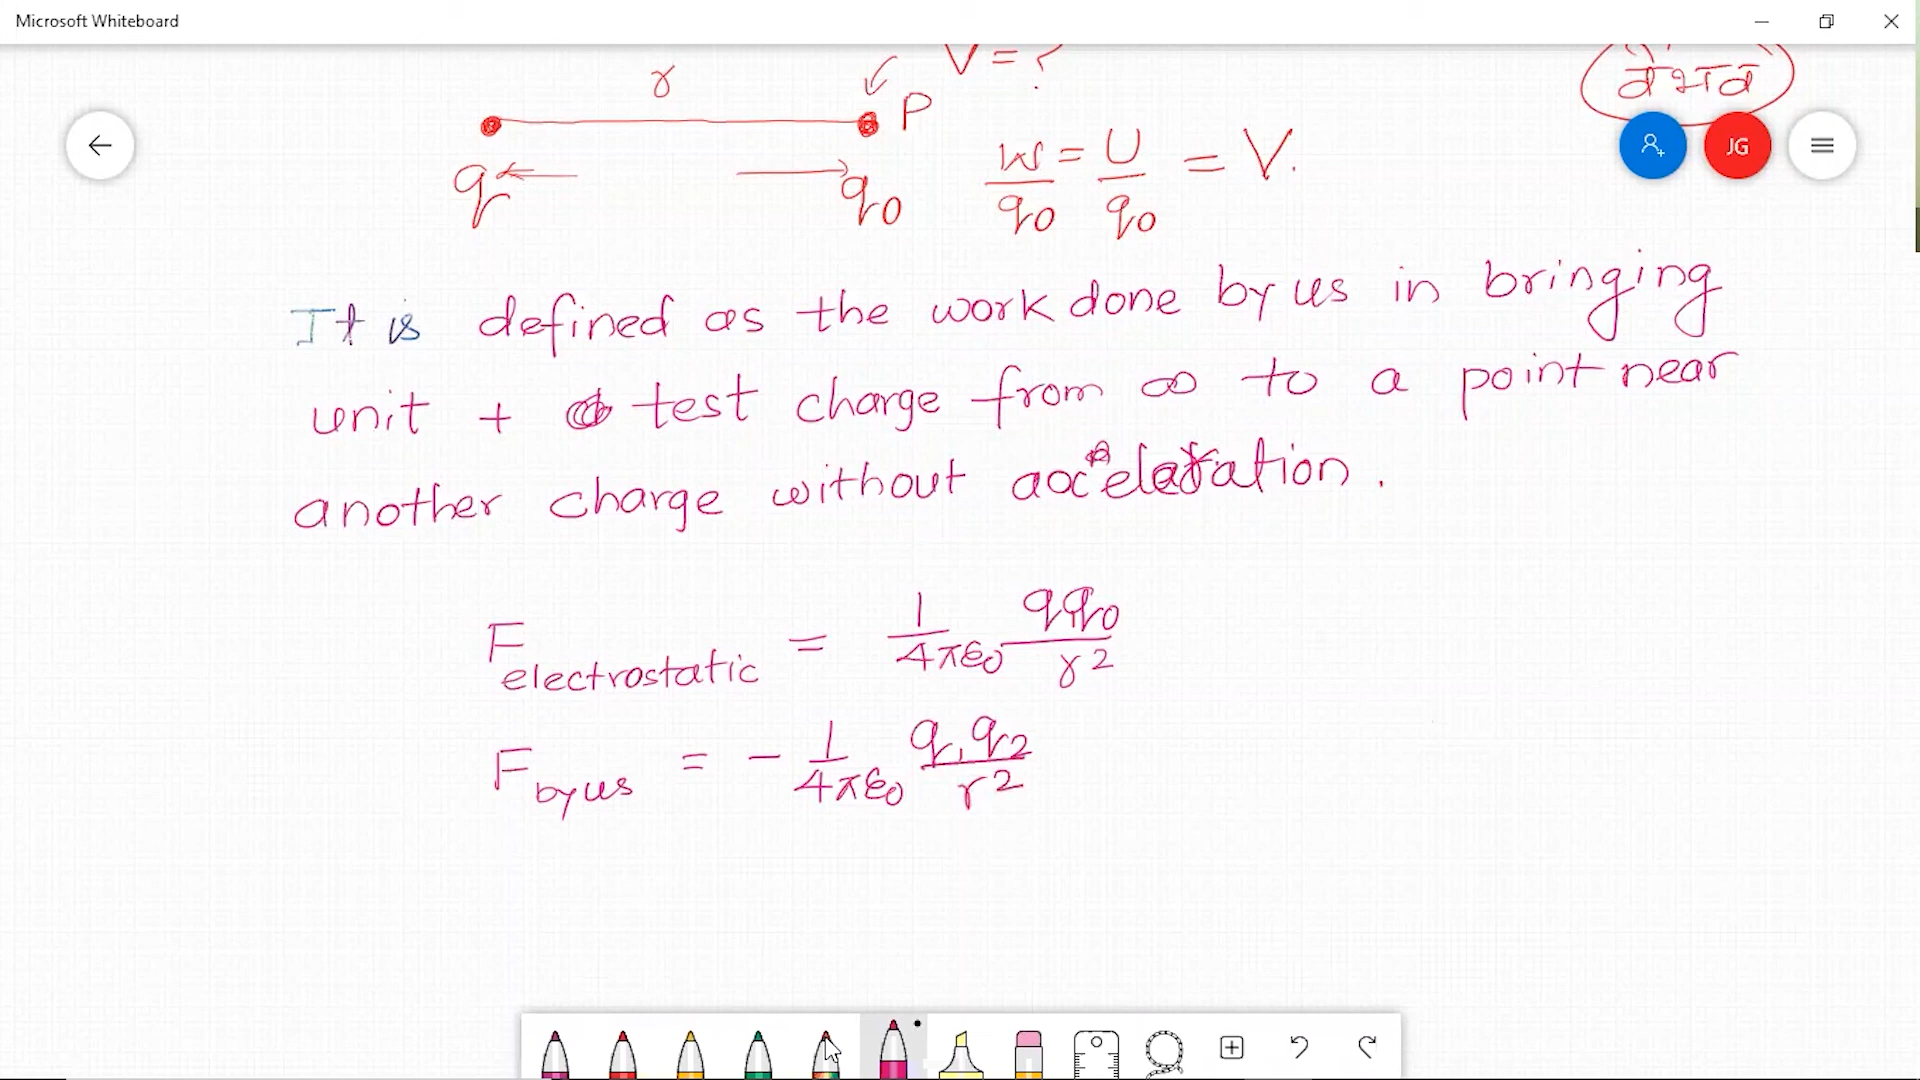 Microsoft Whiteboard
V = ?
r
P
q
q0
W/q0 = U/q0 = V.
JG
It is defined as the work done by us in bringing
unit + test charge from ∞ to a point near
another charge without acceleration.
F electrostatic = 1/4πε0 qq0/r2
F by us = - 1/4πε0 q1q2/r2